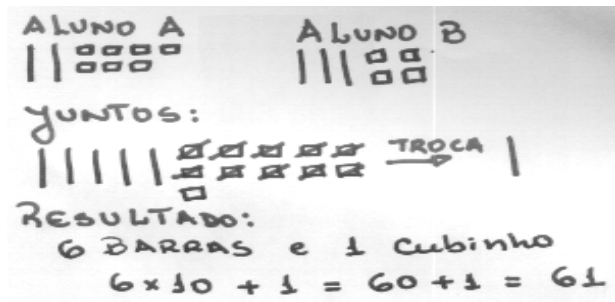 ALUNO A
ALUNO B
JUNTOS:
TROCA
RESULTADO:
6 BARRAS e 1 cubinho
6 x 10 + 1 = 60 + 1 = 61